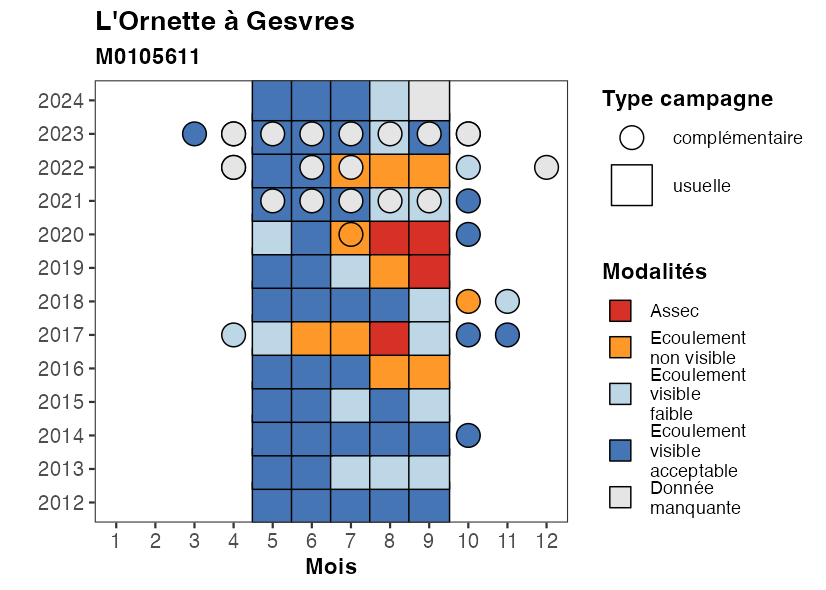 L'Ornette à Gesvres
M0105611
2024
2023
2022
2021
2020
2019
2018
2017
2016
2015
2014
2013
2012
1 2 3 4 5 6 7 8 9 10 11 12
Mois
Type campagne
complémentaire
usuelle
Modalités
Assec
Ecoulement
non visible
Ecoulement
visible
faible
Ecoulement
visible
acceptable
Donnée
manquante